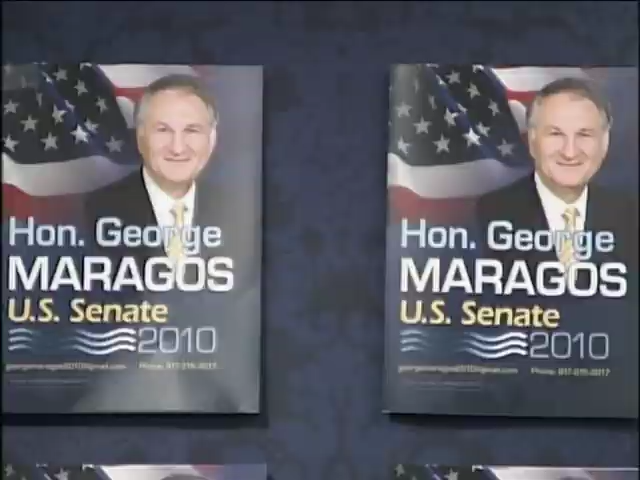 Hon. George
MARAGOS
U.S. Senate
2010
Hon. George
MARAGOS
U.S. Senate
2010